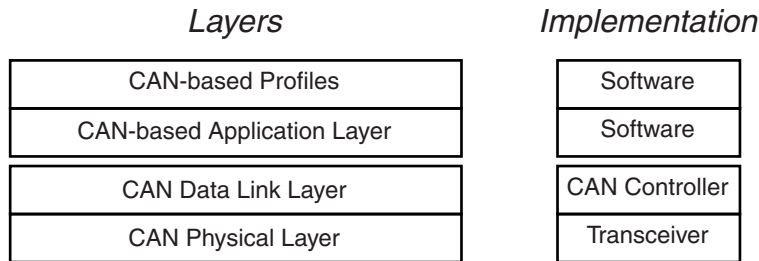 Layers Implementation
CAN-based Profiles Software
CAN-based Application Layer Software
CAN Data Link Layer CAN Controller
CAN Physical Layer Transceiver